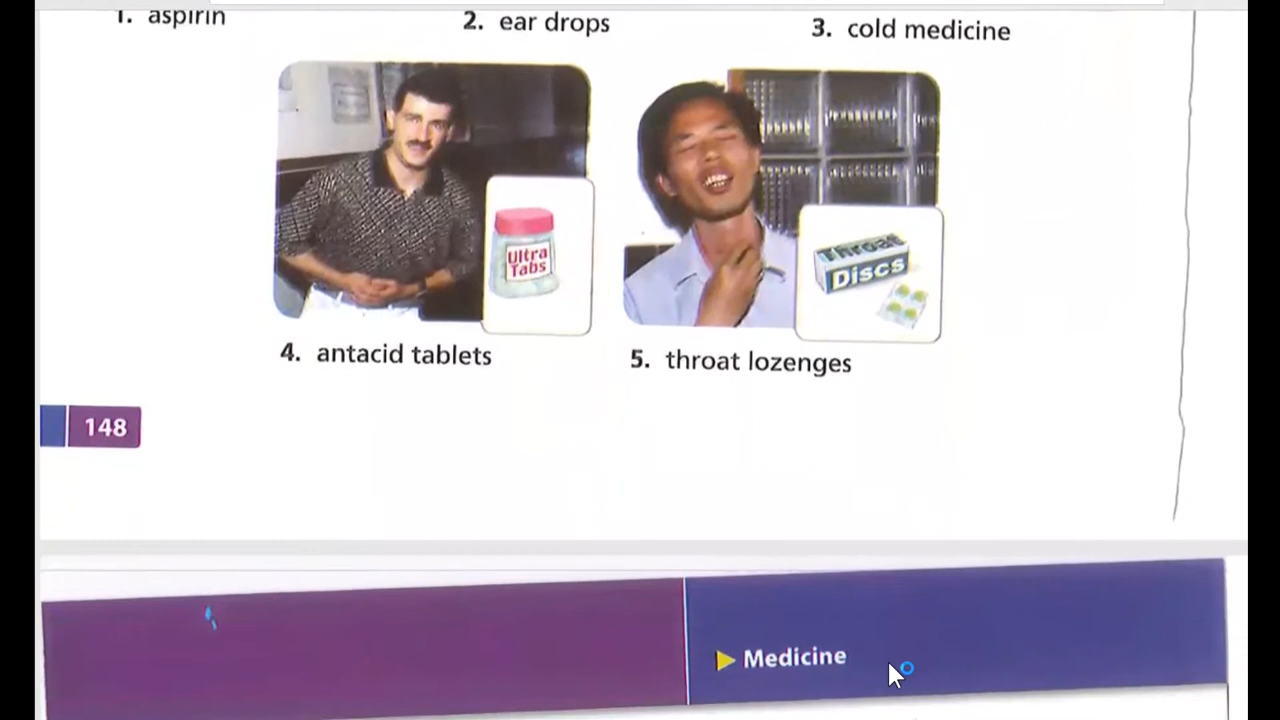 1. aspirin
2. ear drops
3. cold medicine
Ultra
Tabs
Throat
Discs
4. antacid tablets
5. throat lozenges
148
Medicine